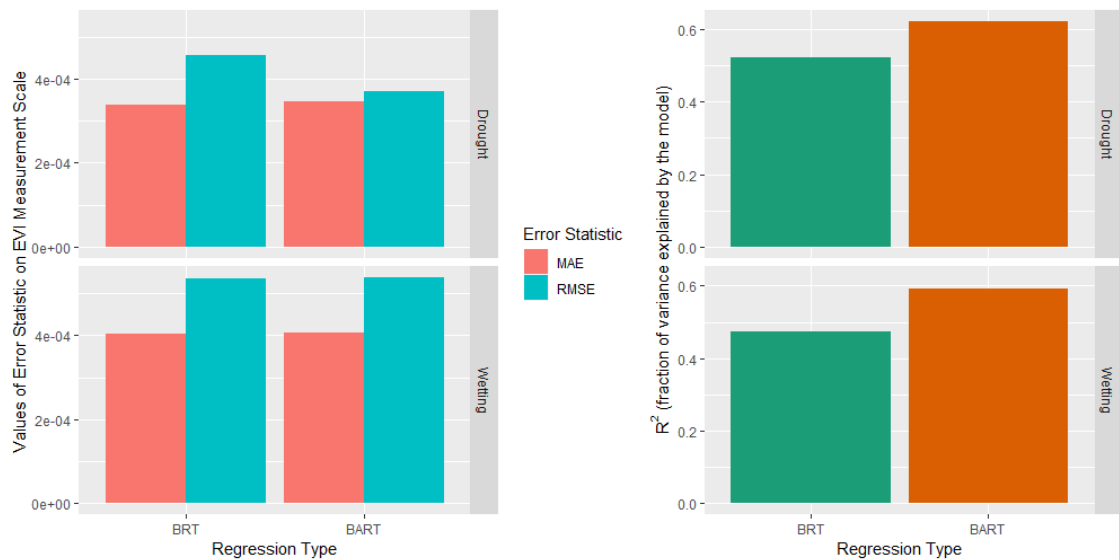 Values of Error Statistic on EVI Measurement Scale
4e-04
2e-04
0e+00
Drought
4e-04
2e-04
0e+00
Wetting
BRT
BART
Regression Type
Error Statistic
MAE
RMSE
R² (fraction of variance explained by the model)
0.6
0.4
0.2
0.0
Drought
0.6
0.4
0.2
0.0
Wetting
BRT
BART
Regression Type